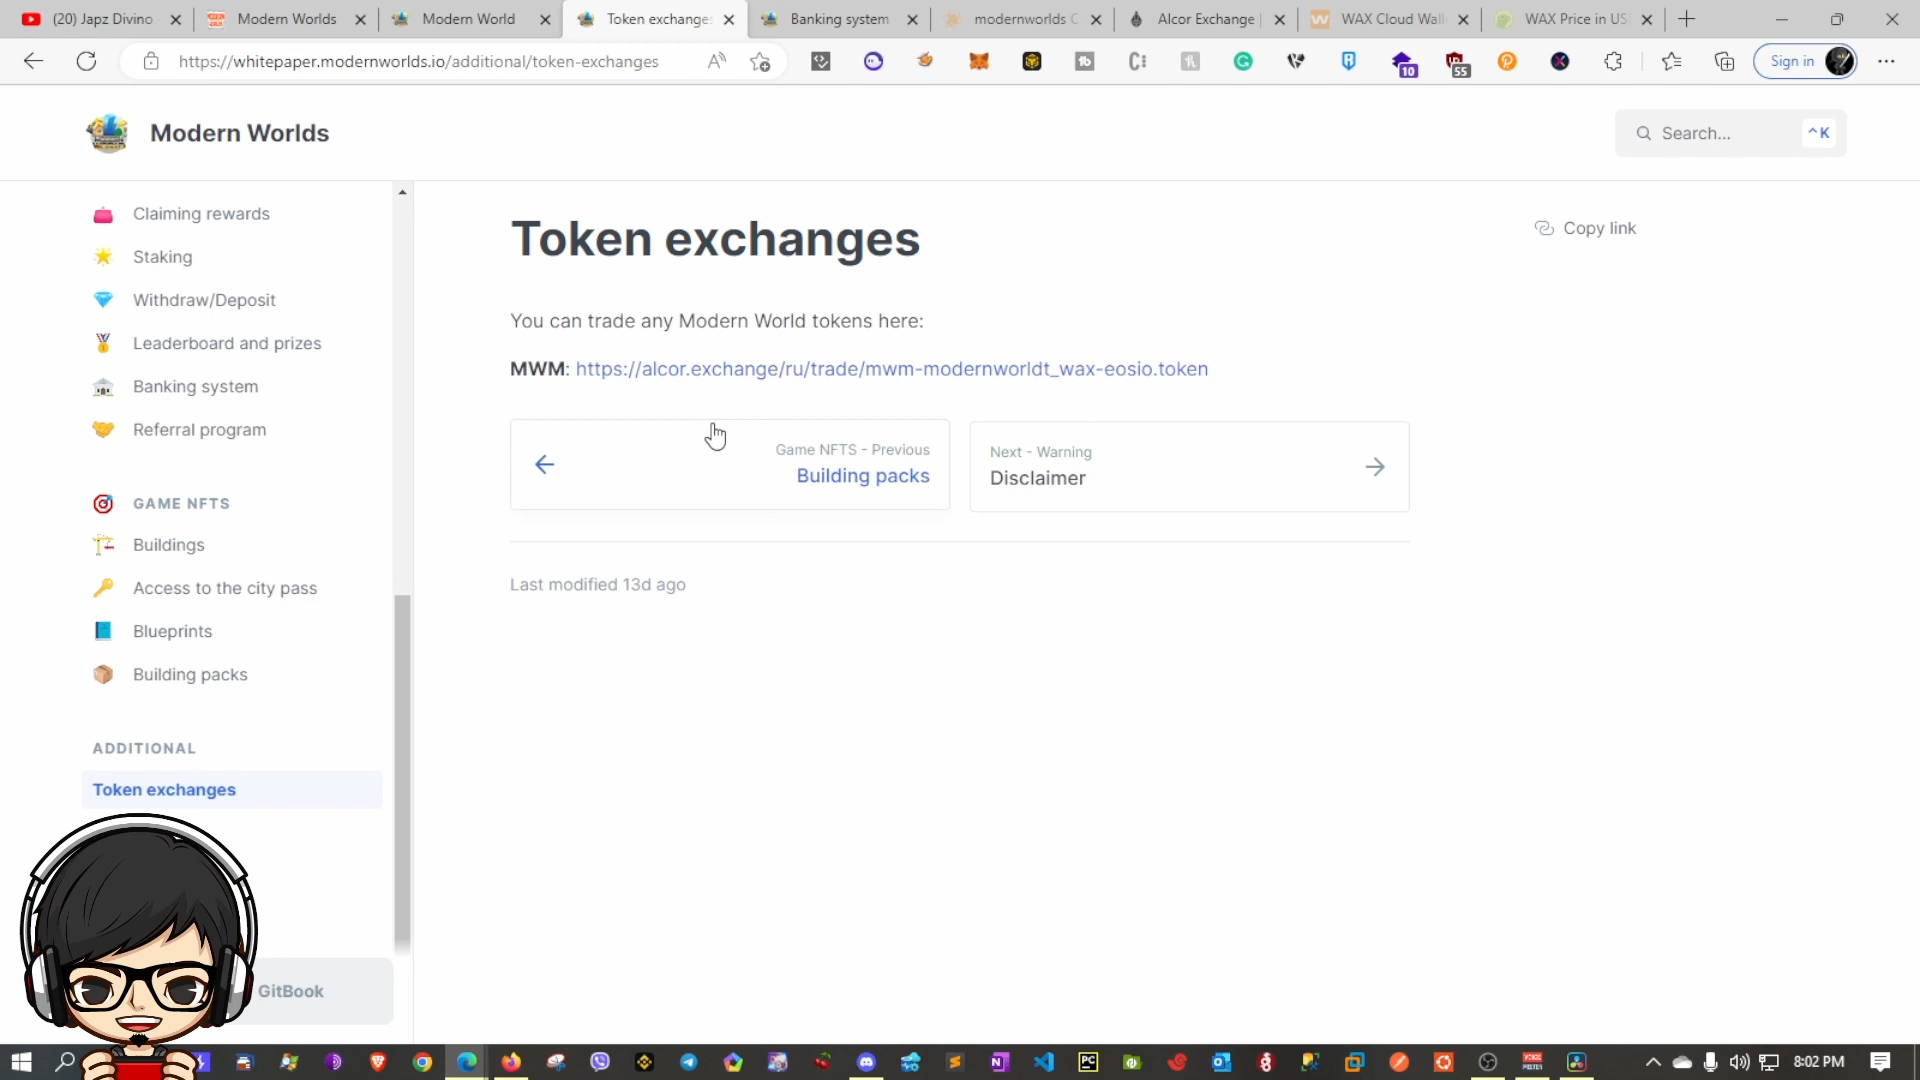 (20) Japz Divino
Modern Worlds
Modern World
Token exchange
Banking system
modernworlds C
Alcor Exchange |
WAX Cloud Wall
WAX Price in US
https://whitepaper.modernworlds.io/additional/token-exchanges
10
55
Sign in
Modern Worlds
Search...
^K
Claiming rewards
Staking
Withdraw/Deposit
Leaderboard and prizes
Banking system
Referral program
GAME NFTS
Buildings
Access to the city pass
Blueprints
Building packs
ADDITIONAL
Token exchanges
GitBook
Token exchanges
Copy link
You can trade any Modern World tokens here:
MWM: https://alcor.exchange/ru/trade/mwm-modernworldt_wax-eosio.token
Game NFTS - Previous
Building packs
Next - Warning
Disclaimer
Last modified 13d ago
8:02 PM